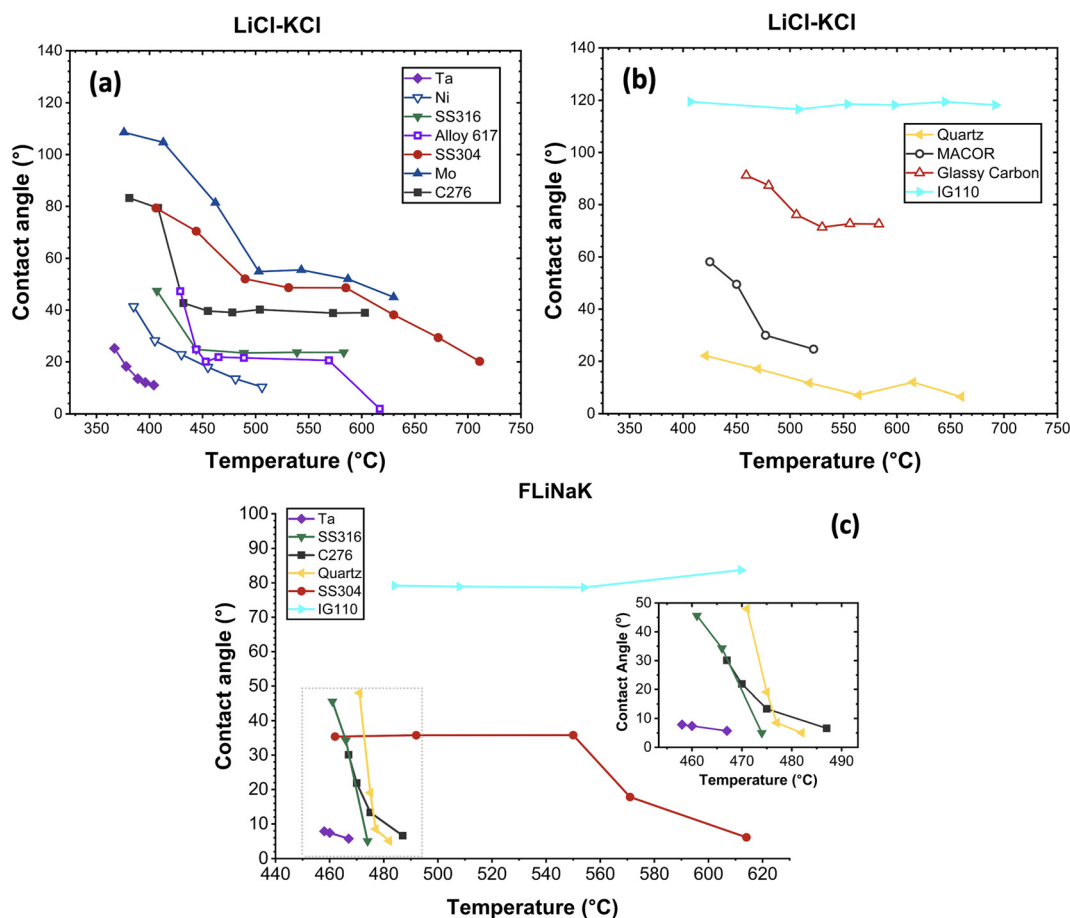 LiCl-KCl
(a)
Contact angle (°)
140
120
100
80
60
40
20
0
Ta
Ni
SS316
Alloy 617
SS304
Mo
C276
350 400 450 500 550 600 650 700 750
Temperature (°C)
LiCl-KCl
(b)
Contact angle (°)
140
120
100
80
60
40
20
0
Quartz
MACOR
Glassy Carbon
IG110
350 400 450 500 550 600 650 700 750
Temperature (°C)
FLiNaK
(c)
Contact angle (°)
100
90
80
70
60
50
40
30
20
10
0
Ta
SS316
C276
Quartz
SS304
IG110
440 460 480 500 520 540 560 580 600 620
Temperature (°C)
Contact Angle (°)
50
40
30
20
10
0
460 470 480 490
Temperature (°C)